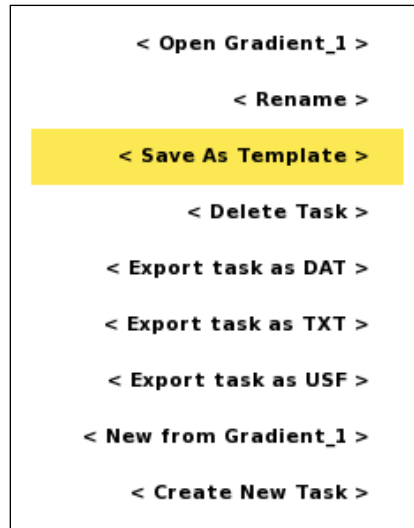 < Open Gradient_1 >
< Rename >
< Save As Template >
< Delete Task >
< Export task as DAT >
< Export task as TXT >
< Export task as USF >
< New from Gradient_1 >
< Create New Task >